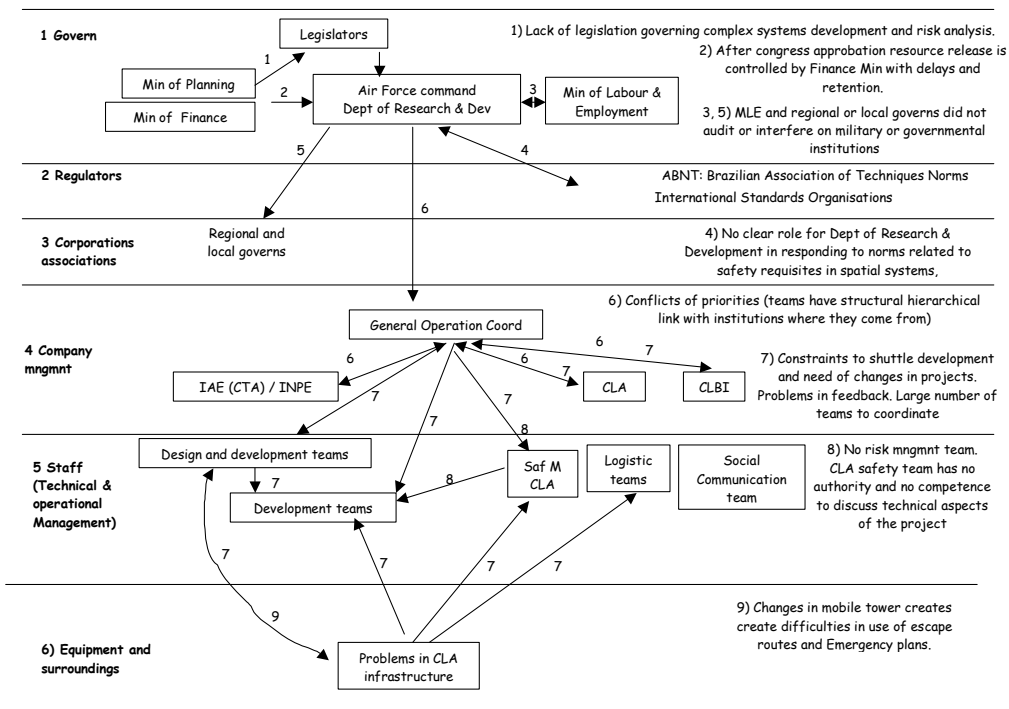 1 Govern
Legislators
1) Lack of legislation governing complex systems development and risk analysis.
1
2) After congress approbation resource release is
controlled by Finance Min with delays and
retention.
Min of Planning
2
Air Force command
Dept of Research & Dev
3
Min of Labour &
Employment
Min of Finance
3, 5) MLE and regional or local governs did not
audit or interfere on military or governmental
institutions
5
4
2 Regulators
ABNT: Brazilian Association of Techniques Norms
International Standards Organisations
6
3 Corporations
associations
Regional and
local governs
4) No clear role for Dept of Research &
Development in responding to norms related to
safety requisites in spatial systems,
6) Conflicts of priorities (teams have structural hierarchical
link with institutions where they come from)
General Operation Coord
4 Company
mngmnt
6
6
6
7
7
7) Constraints to shuttle development
and need of changes in projects.
Problems in feedback. Large number of
teams to coordinate
IAE (CTA) / INPE
CLA
CLBI
7
7
7
8
5 Staff
(Technical &
operational
Management)
Design and development teams
Saf M
CLA
Logistic
teams
Social
Communication
team
8) No risk mngmnt team.
CLA safety team has no
authority and no competence
to discuss technical aspects
of the project
7
8
Development teams
7
7
7
7
9
6) Equipment and
surroundings
Problems in CLA
infrastructure
9) Changes in mobile tower creates
create difficulties in use of escape
routes and Emergency plans.